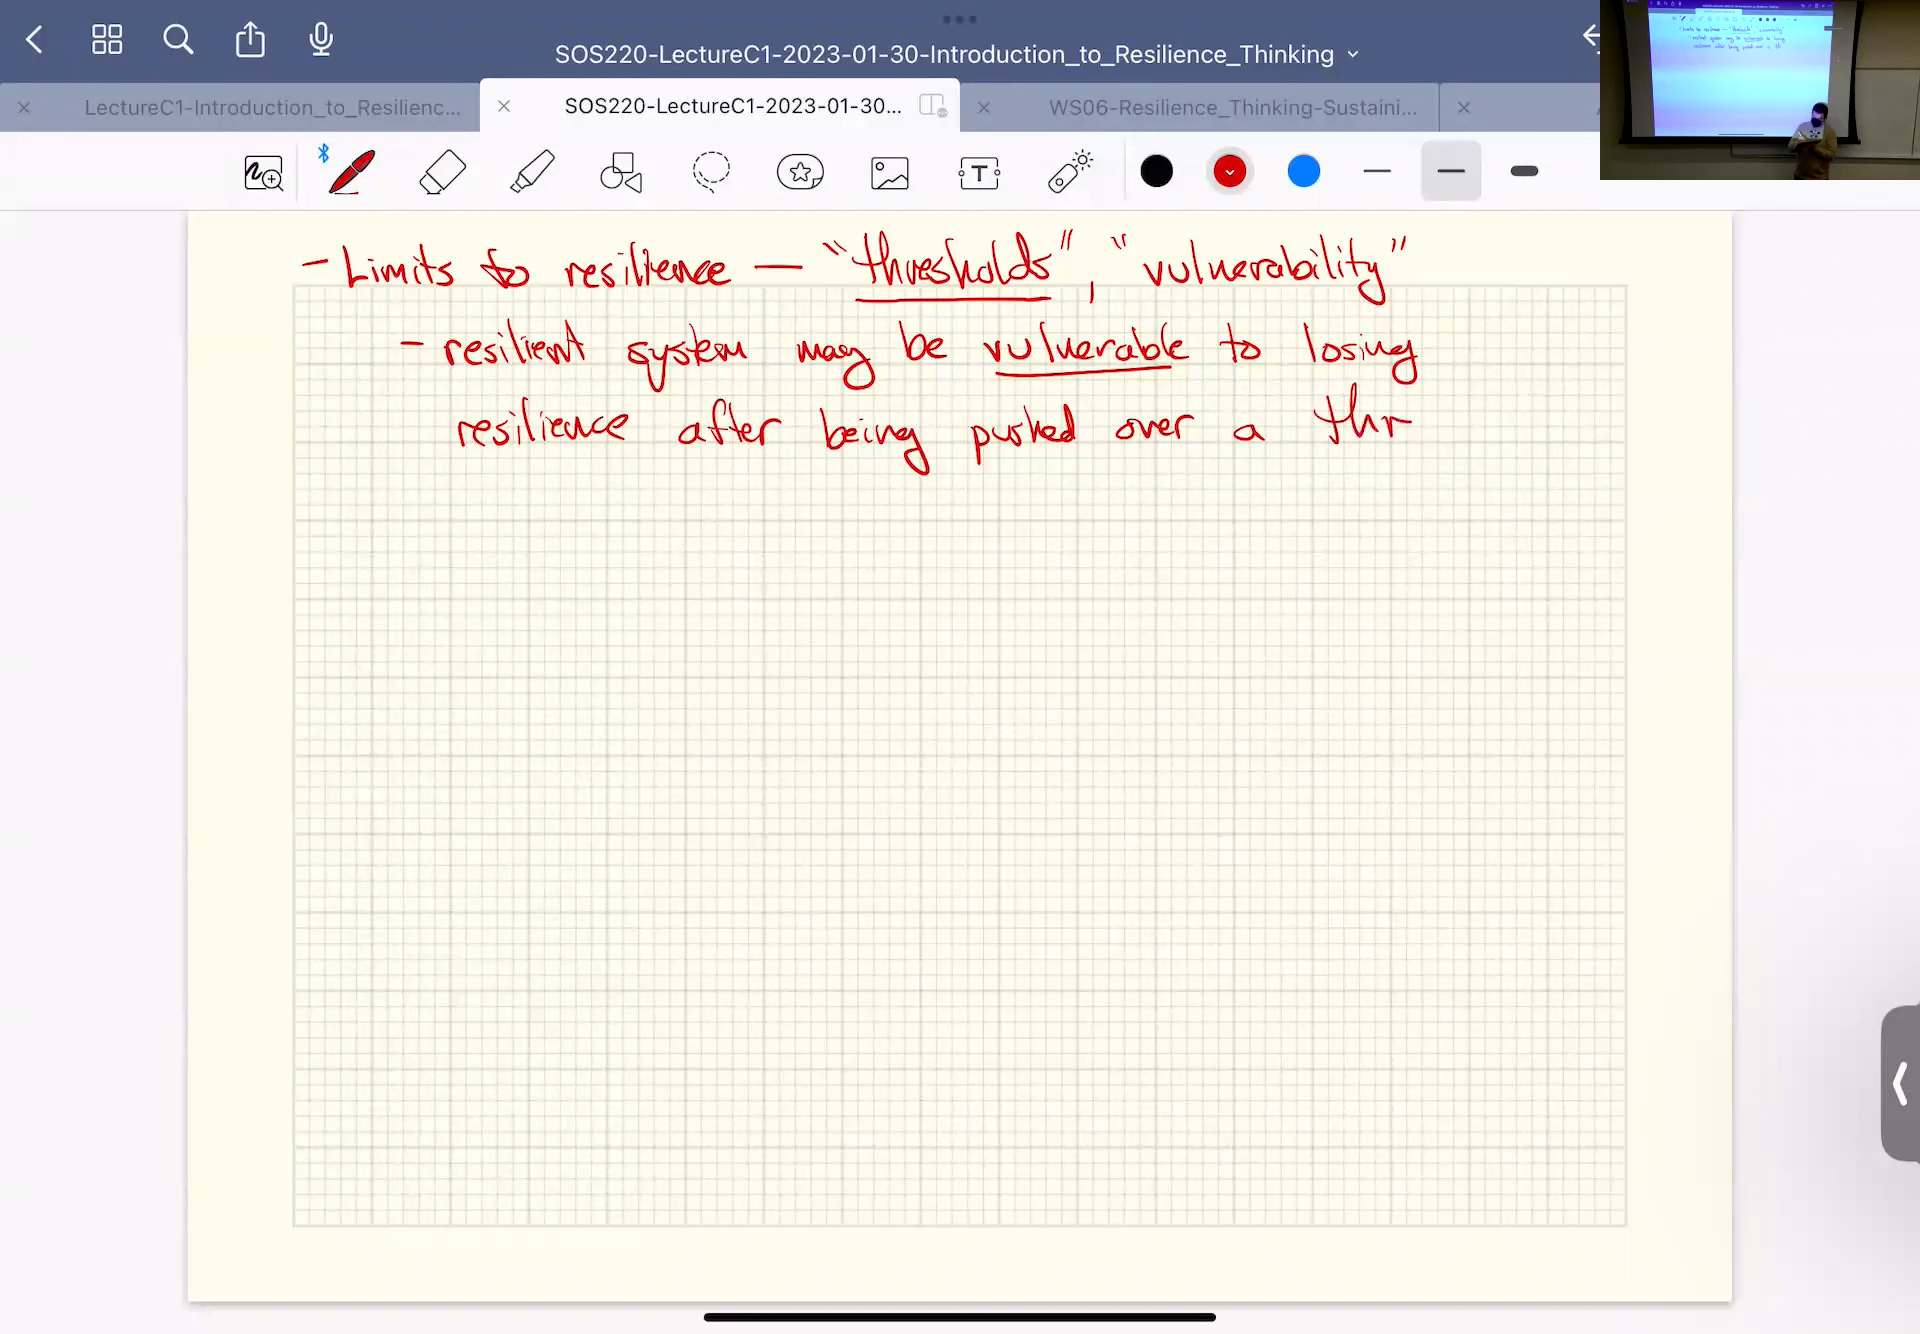 SOS220-LectureC1-2023-01-30-Introduction_to_Resilience_Thinking
LectureC1-Introduction_to_Resilienc...
SOS220-LectureC1-2023-01-30...
WS06-Resilience_Thinking-Sustaini...
- Limits to resilience — "thresholds", "vulnerability"
- resilient system may be vulnerable to losing
resilience after being pushed over a thr